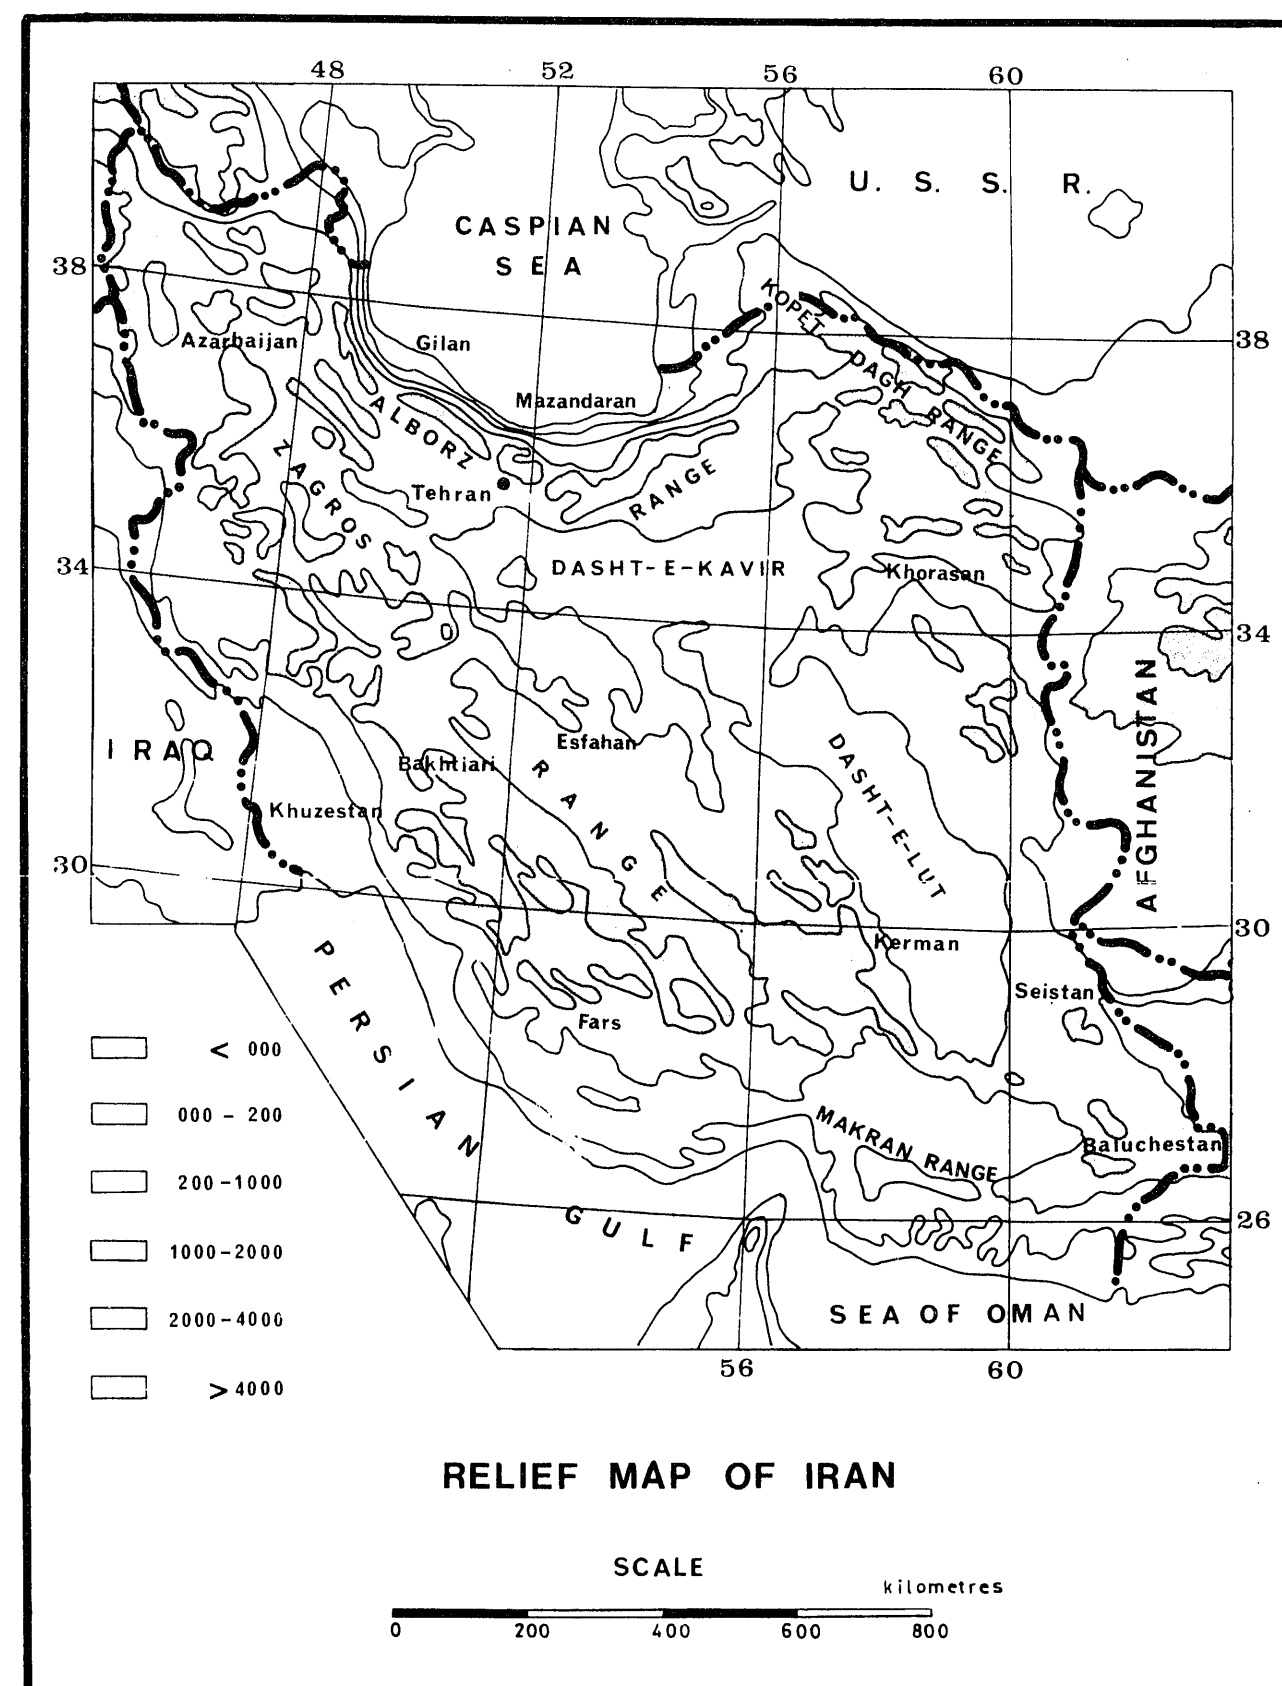 48 52 56 60
U. S. S. R.
CASPIAN
SEA
38
KOPET DAGH RANGE
38
Azarbaijan
Gilan
Mazandaran
ALBORZ RANGE
ZAGROS RANGE
Tehran
34
DASHT-E-KAVIR
Khorasan
34
AFGHANISTAN
IRAQ
Esfahan
Bakhtiari
DASHT-E-LUT
Khuzestan
30
30
Kerman
PERSIAN GULF
Seistan
Fars
< 000
000 - 200
MAKRAN RANGE
Baluchestan
200-1000
26
1000-2000
2000-4000
SEA OF OMAN
56 60
> 4000
RELIEF MAP OF IRAN
SCALE
kilometres
0 200 400 600 800